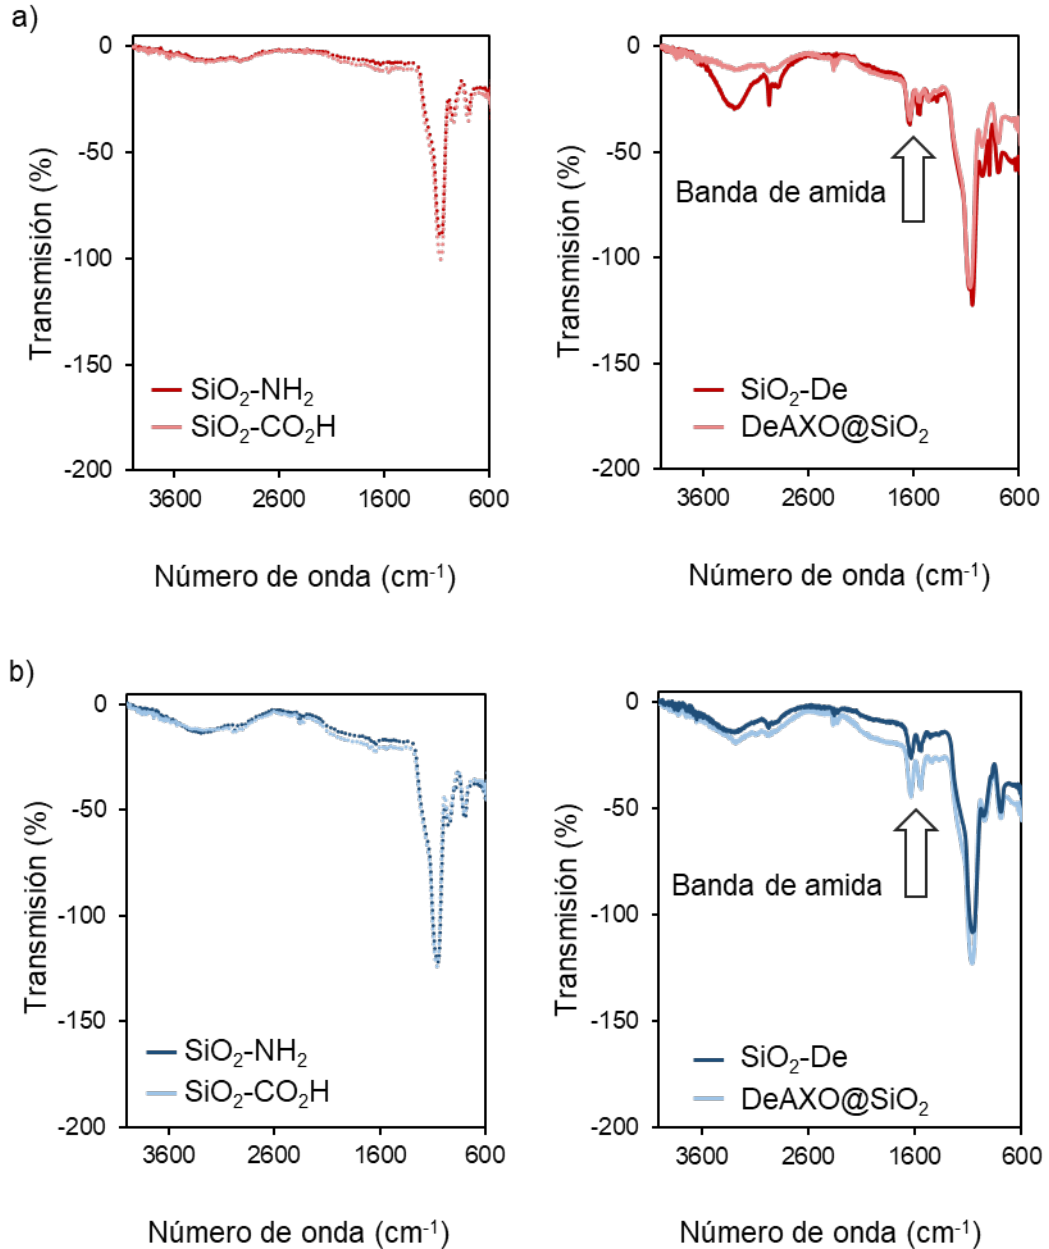 a)
0
-50
-100
-150
-200
Transmisión (%)
SiO₂-NH₂
SiO₂-CO₂H
3600 2600 1600 600
Número de onda (cm⁻¹)
0
-50
-100
-150
-200
Transmisión (%)
Banda de amida
SiO₂-De
DeAXO@SiO₂
3600 2600 1600 600
Número de onda (cm⁻¹)
b)
0
-50
-100
-150
-200
Transmisión (%)
SiO₂-NH₂
SiO₂-CO₂H
3600 2600 1600 600
Número de onda (cm⁻¹)
0
-50
-100
-150
-200
Transmisión (%)
Banda de amida
SiO₂-De
DeAXO@SiO₂
3600 2600 1600 600
Número de onda (cm⁻¹)